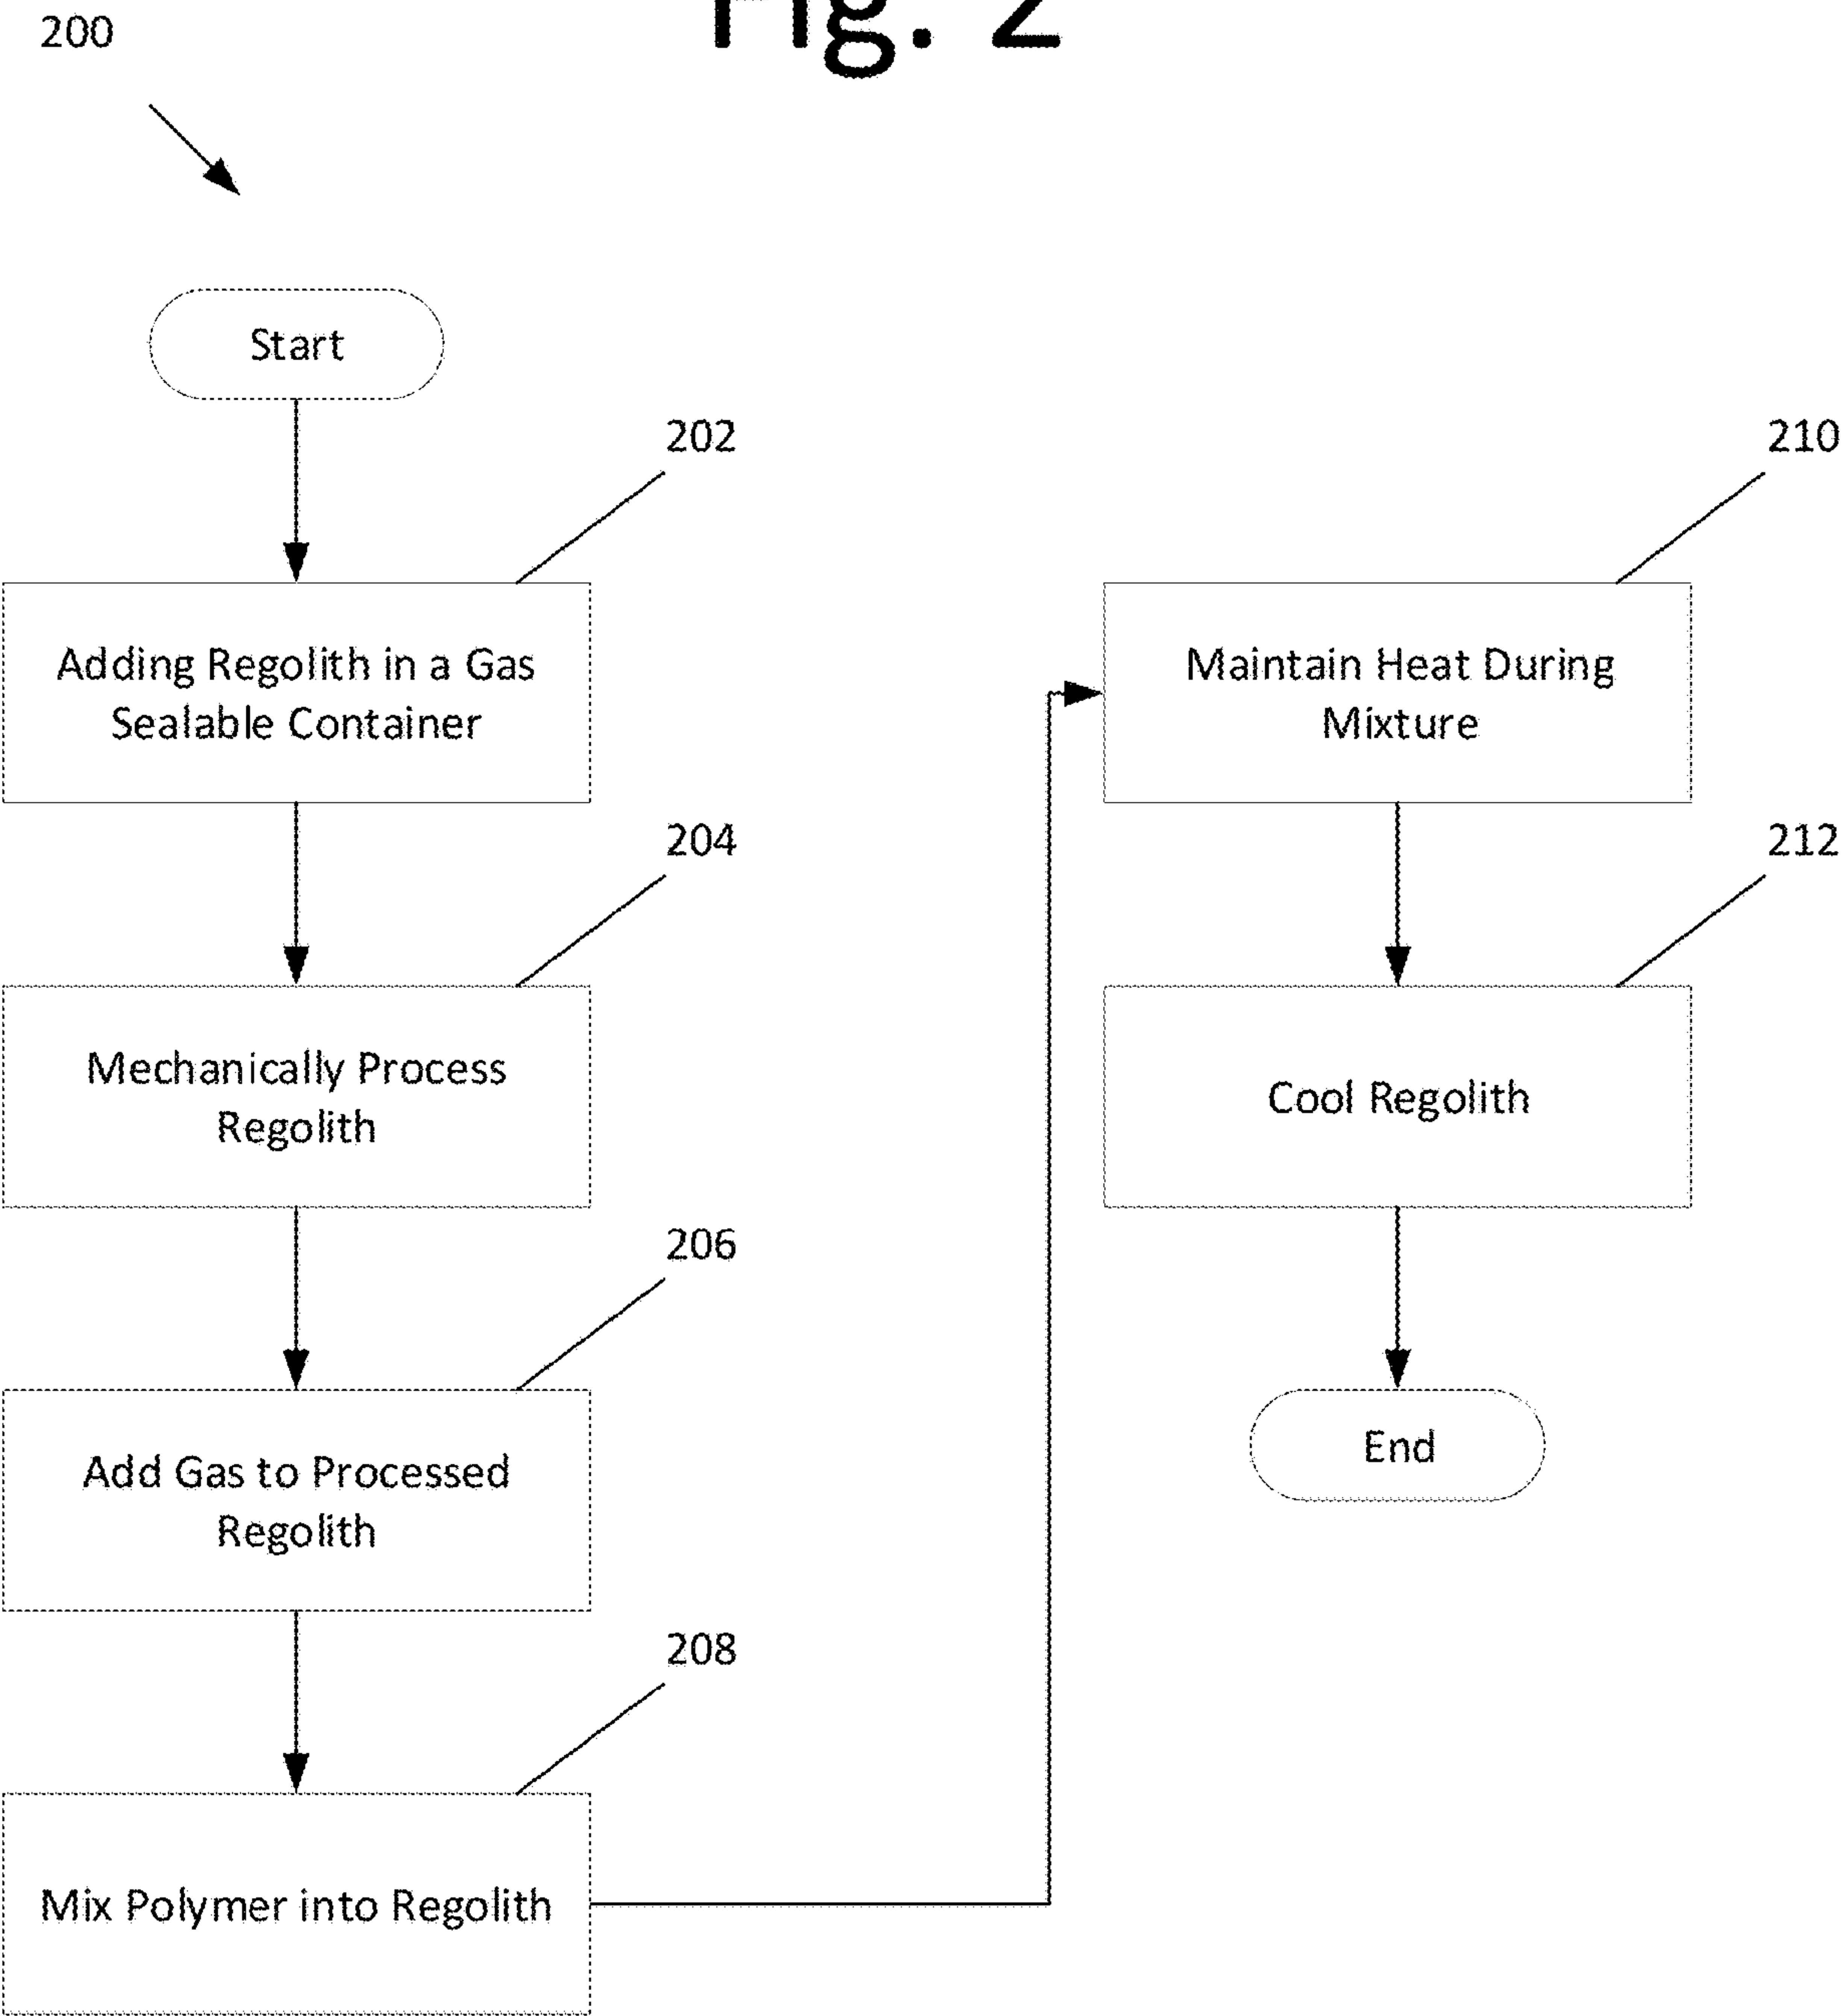 Fig. 2
200
Start
202
Adding Regolith in a Gas
Sealable Container
204
Mechanically Process
Regolith
206
Add Gas to Processed
Regolith
208
Mix Polymer into Regolith
210
Maintain Heat During
Mixture
212
Cool Regolith
End